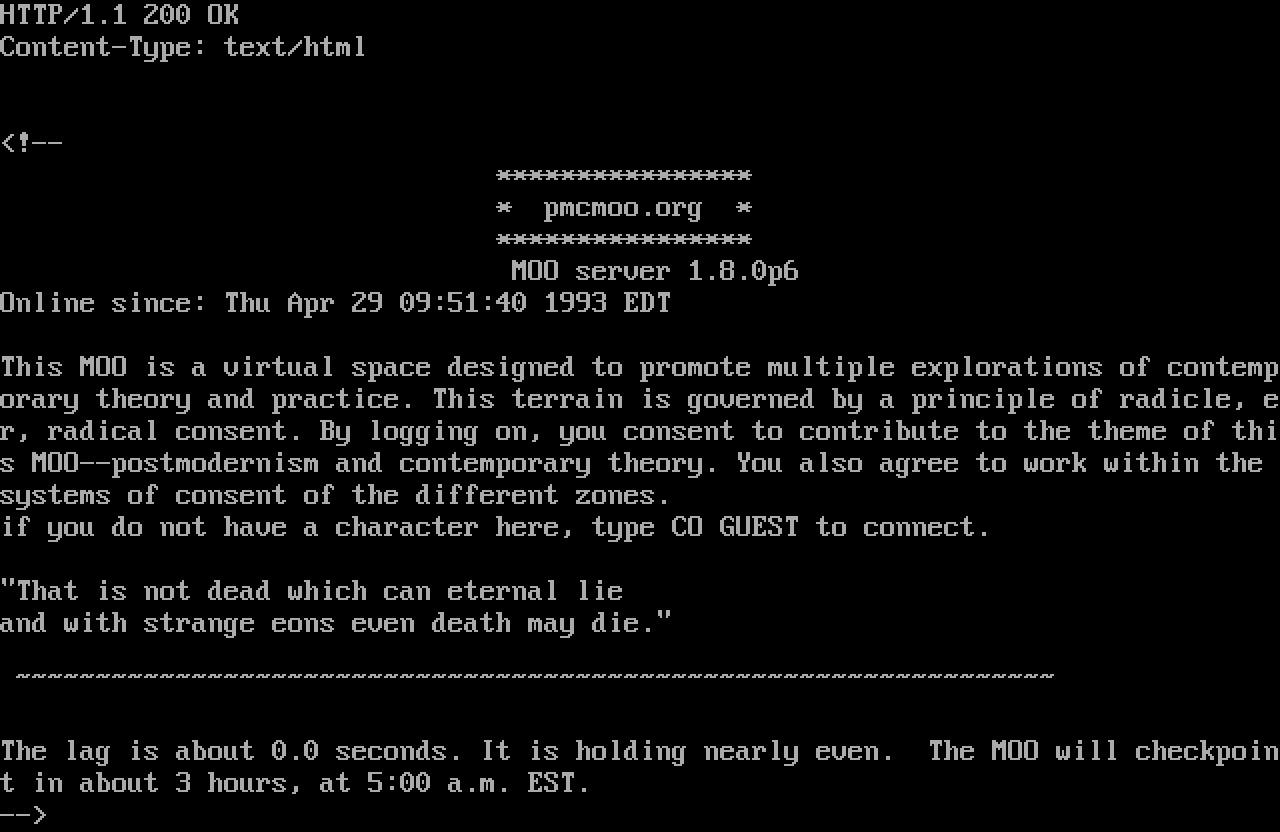 HTTP/1.1 200 OK
Content-Type: text/html
<!--
****************
*  pmcmoo.org  *
****************
MOO server 1.8.0p6
Online since: Thu Apr 29 09:51:40 1993 EDT
This MOO is a virtual space designed to promote multiple explorations of contemp
orary theory and practice. This terrain is governed by a principle of radicle, e
r, radical consent. By logging on, you consent to contribute to the theme of thi
s MOO--postmodernism and contemporary theory. You also agree to work within the
systems of consent of the different zones.
if you do not have a character here, type CO GUEST to connect.
"That is not dead which can eternal lie
and with strange eons even death may die."
~~~~~~~~~~~~~~~~~~~~~~~~~~~~~~~~~~~~~~~~~~~~~~~~~~~~~~~~~~~~~~~~~
The lag is about 0.0 seconds. It is holding nearly even.  The MOO will checkpoin
t in about 3 hours, at 5:00 a.m. EST.
-->